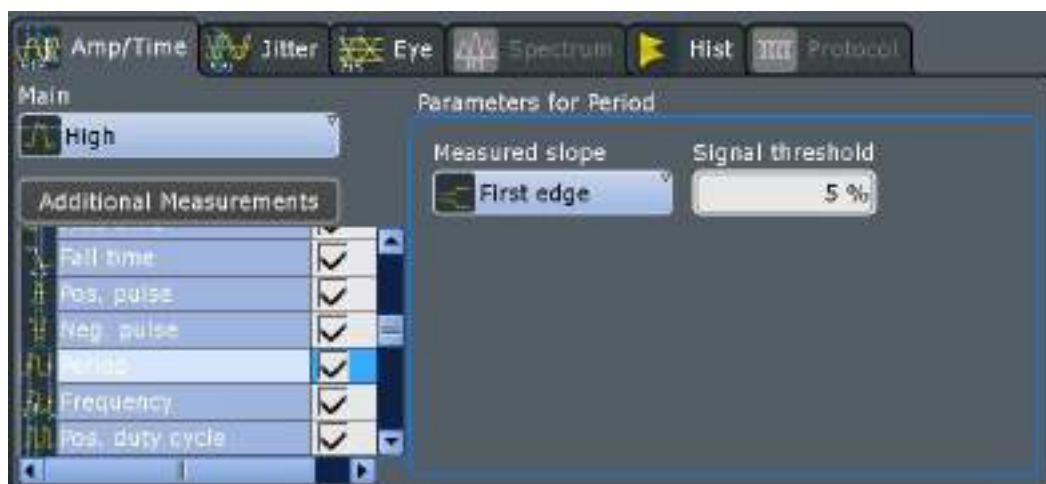 Amp/Time Jitter Eye Spectrum Hist Protocol
Main
High
Additional Measurements
Fall time
Pos. pulse
Neg. pulse
Period
Frequency
Pos. duty cycle
Parameters for Period
Measured slope
First edge
Signal threshold
5 %